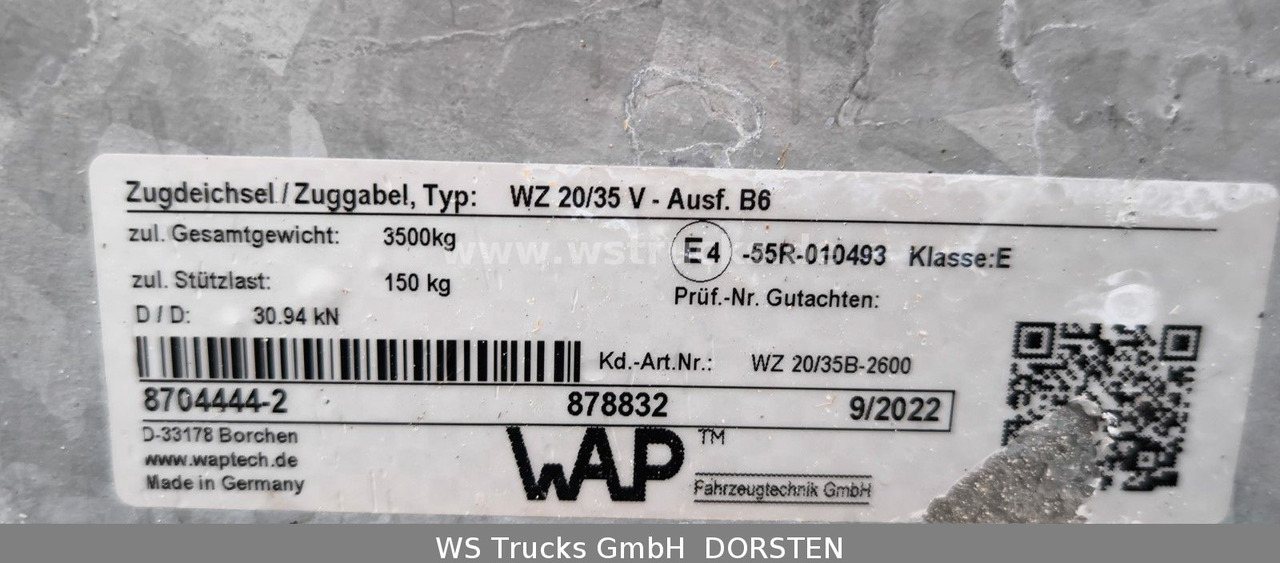 Zugdeichsel / Zuggabel, Typ: WZ 20/35 V - Ausf. B6
zul. Gesamtgewicht: 3500kg
E4 -55R-010493 Klasse:E
zul. Stützlast: 150 kg
Prüf.-Nr. Gutachten:
D / D: 30.94 kN
Kd.-Art.Nr.: WZ 20/35B-2600
8704444-2 878832 9/2022
D-33178 Borchen
www.waptech.de
Made in Germany
WAP™
Fahrzeugtechnik GmbH
WS Trucks GmbH DORSTEN